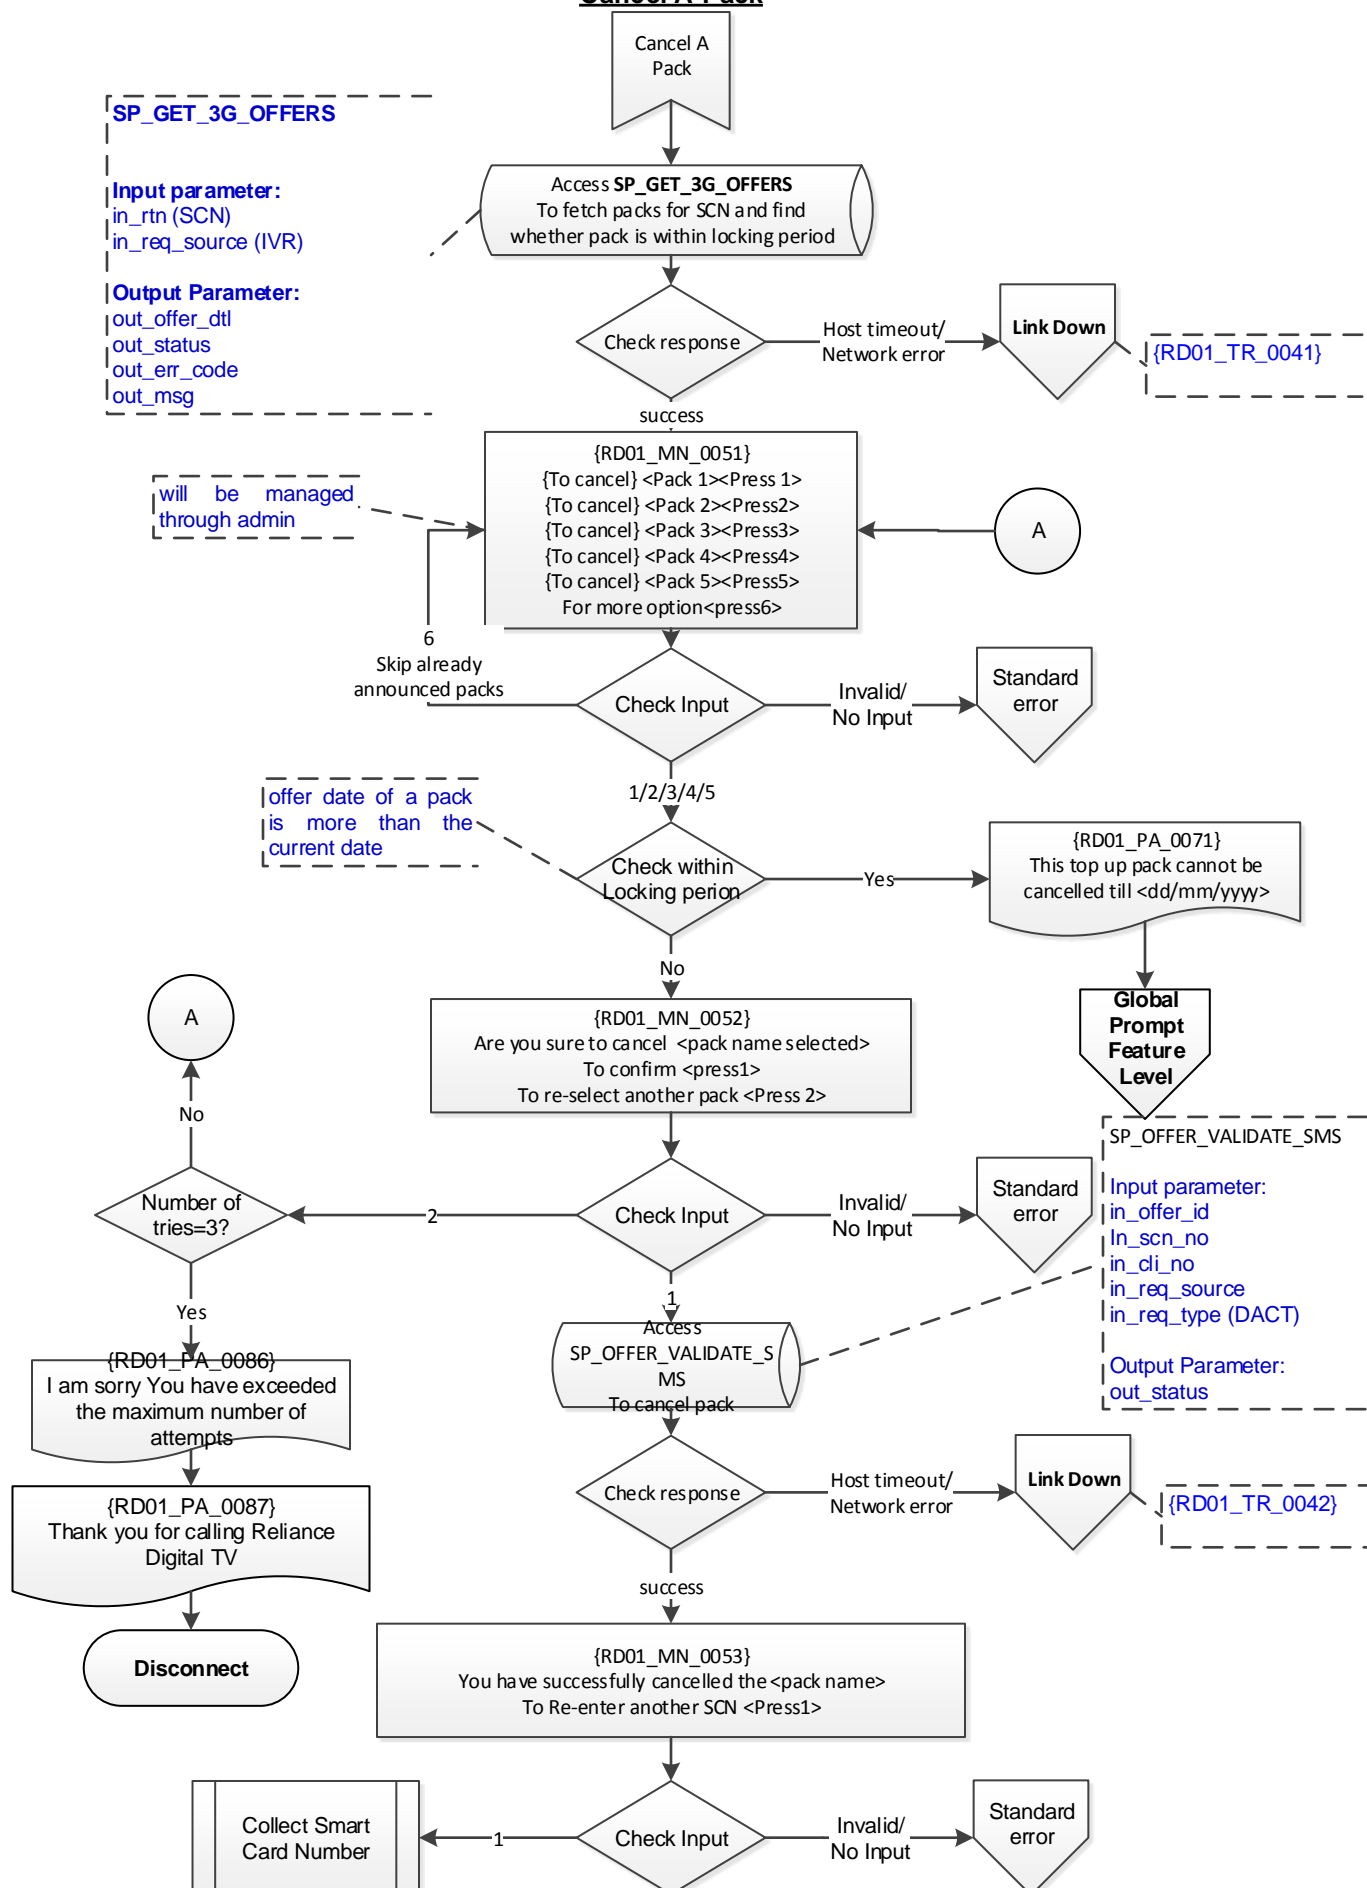 Cancel A Pack
Cancel A
Pack
SP_GET_3G_OFFERS
Input parameter:
in_rtn (SCN)
in_req_source (IVR)
Output Parameter:
out_offer_dtl
out_status
out_err_code
out_msg
Access SP_GET_3G_OFFERS
To fetch packs for SCN and find
whether pack is within locking period
Check response
Host timeout/
Network error
Link Down
{RD01_TR_0041}
success
{RD01_MN_0051}
{To cancel} <Pack 1><Press 1>
{To cancel} <Pack 2><Press2>
{To cancel} <Pack 3><Press3>
{To cancel} <Pack 4><Press4>
{To cancel} <Pack 5><Press5>
For more option<press6>
will be managed
through admin
A
6
Skip already
announced packs
Check Input
Invalid/
No Input
Standard
error
1/2/3/4/5
offer date of a pack
is more than the
current date
Check within
Locking perion
Yes
{RD01_PA_0071}
This top up pack cannot be
cancelled till <dd/mm/yyyy>
Global
Prompt
Feature
Level
No
{RD01_MN_0052}
Are you sure to cancel <pack name selected>
To confirm <press1>
To re-select another pack <Press 2>
A
No
Number of
tries=3?
2
Check Input
Invalid/
No Input
Standard
error
SP_OFFER_VALIDATE_SMS
Input parameter:
in_offer_id
In_scn_no
in_cli_no
in_req_source
in_req_type (DACT)
Output Parameter:
out_status
Yes
1
Access
SP_OFFER_VALIDATE_S
MS
To cancel pack
{RD01_PA_0086}
I am sorry You have exceeded
the maximum number of
attempts
Check response
Host timeout/
Network error
Link Down
{RD01_TR_0042}
{RD01_PA_0087}
Thank you for calling Reliance
Digital TV
success
Disconnect
{RD01_MN_0053}
You have successfully cancelled the <pack name>
To Re-enter another SCN <Press1>
Collect Smart
Card Number
1
Check Input
Invalid/
No Input
Standard
error